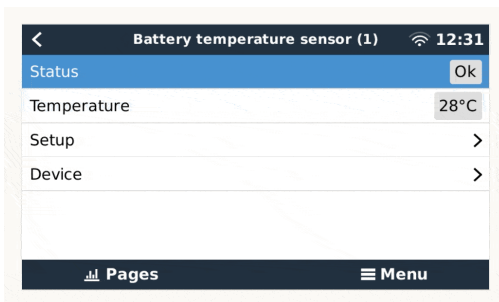 Battery temperature sensor (1) 12:31
Status Ok
Temperature 28°C
Setup
Device
Pages Menu